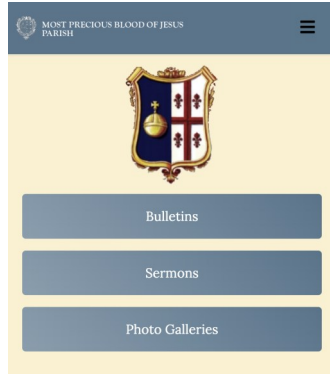 MOST PRECIOUS BLOOD OF JESUS
PARISH
Bulletins
Sermons
Photo Galleries